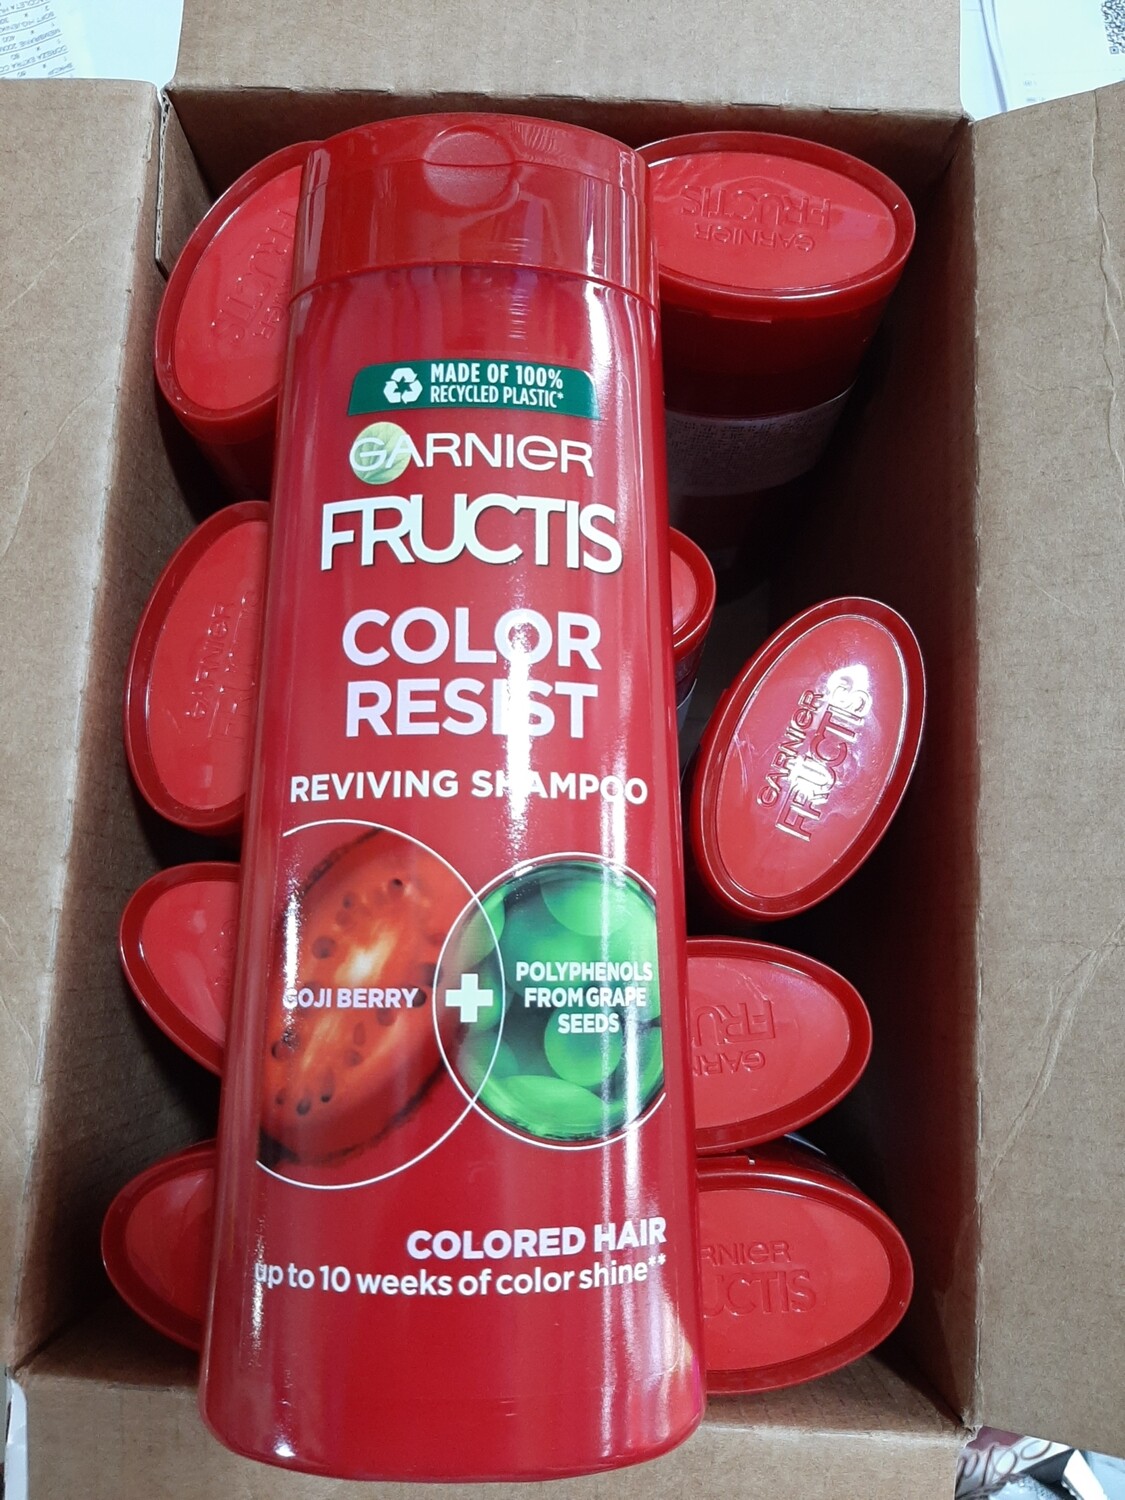 MADE OF 100%
RECYCLED PLASTIC*
GARNIER
FRUCTIS
COLOR
RESIST
REVIVING SHAMPOO
GOJI BERRY
+
POLYPHENOLS
FROM GRAPE
SEEDS
COLORED HAIR
up to 10 weeks of color shine**
GARNIER
FRUCTIS
GARNIER
FRUCTIS
GARNIER